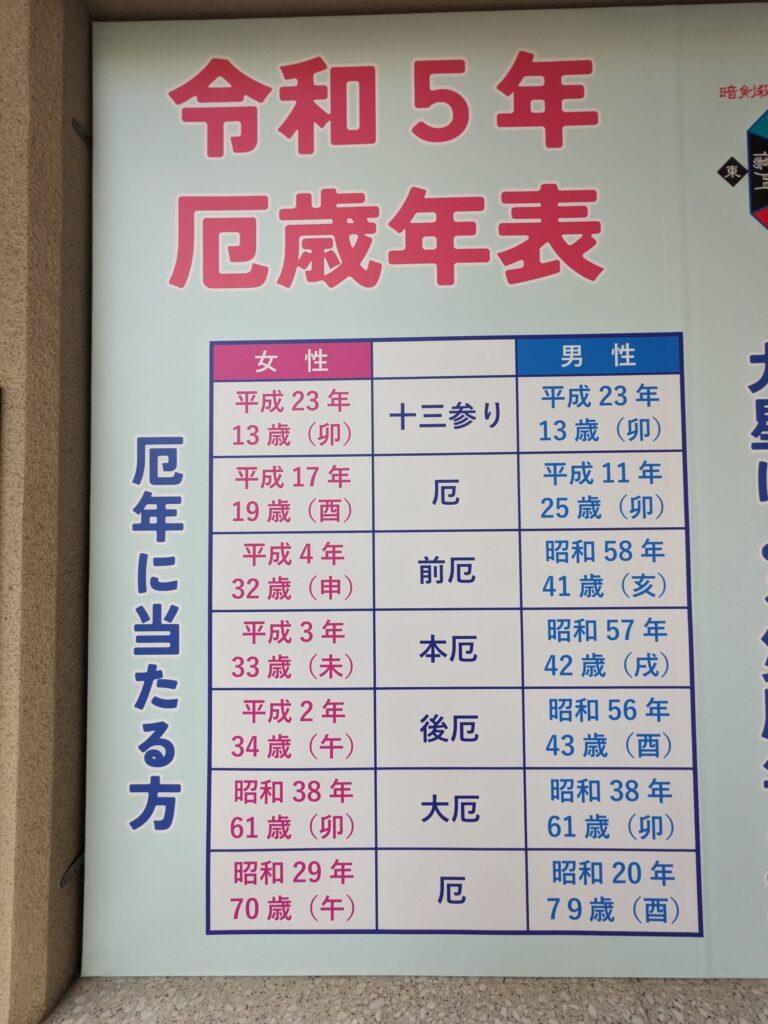 令和5年
厄歳年表
厄年に当たる方
女性 男性
平成23年 十三参り 平成23年
13歳（卯） 13歳（卯）
平成17年 厄 平成11年
19歳（酉） 25歳（卯）
平成4年 前厄 昭和58年
32歳（申） 41歳（亥）
平成3年 本厄 昭和57年
33歳（未） 42歳（戌）
平成2年 後厄 昭和56年
34歳（午） 43歳（酉）
昭和38年 大厄 昭和38年
61歳（卯） 61歳（卯）
昭和29年 厄 昭和20年
70歳（午） 79歳（酉）
暗剣殺
東
傷門
九星は